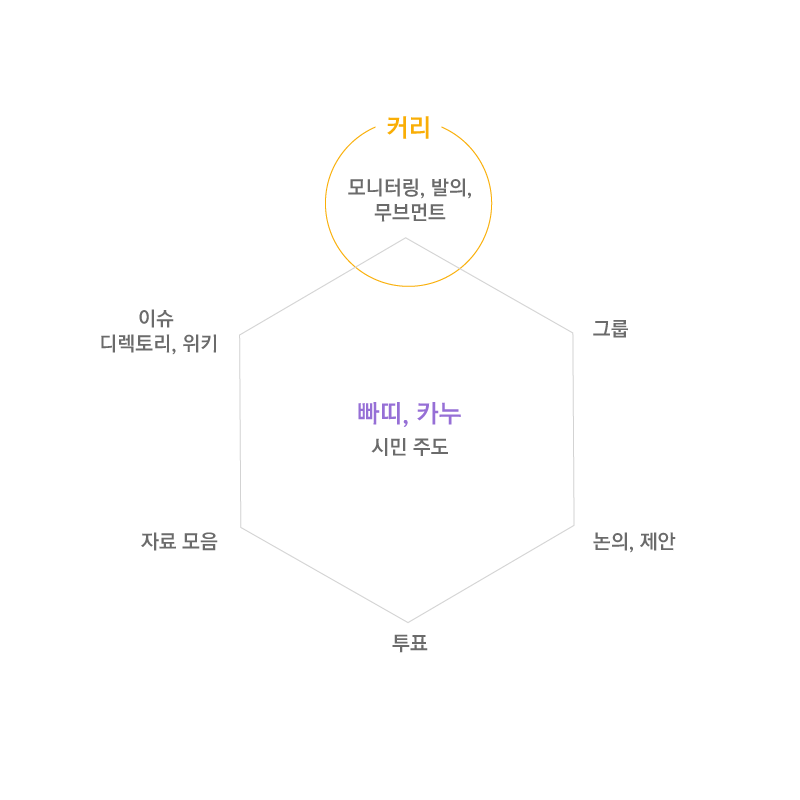 커리
모니터링, 발의,
무브먼트
이슈
디렉토리, 위키
그룹
빠띠, 카누
시민 주도
자료 모음
논의, 제안
투표